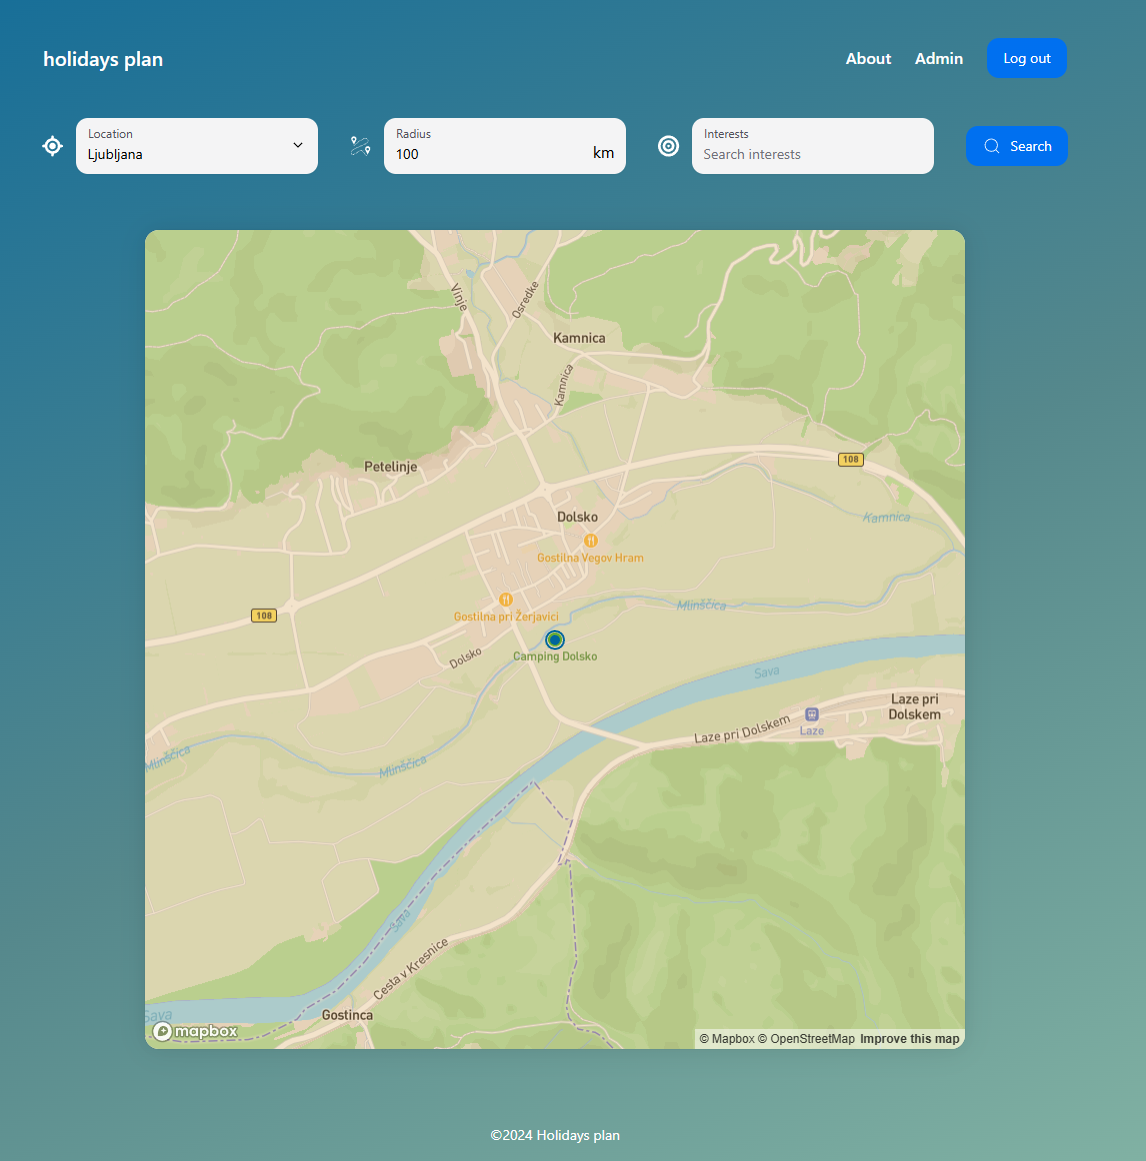 holidays plan
About
Admin
Log out
Location
Ljubljana
Radius
100
km
Interests
Search interests
Search
Vinje
Osredke
Kamnica
Kamnica
Petelinje
108
Dolsko
Kamnica
Gostilna Vegov Hram
108
Gostilna pri Žerjavici
Mlinščica
Dolsko
Camping Dolsko
Sava
Laze pri
Dolskem
Laze pri Dolskem
Laze
Mlinščica
Mlinščica
Sava
Cesta v Kresnice
Sava
Gostinca
mapbox
© Mapbox © OpenStreetMap Improve this map
©2024 Holidays plan